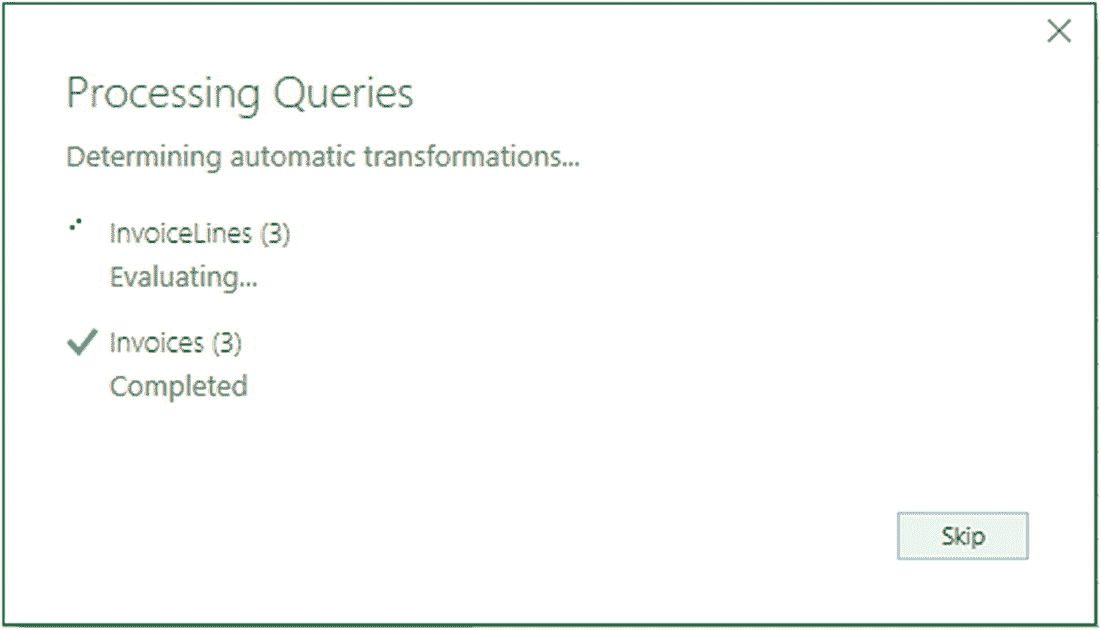 Processing Queries
Determining automatic transformations...
InvoiceLines (3)
Evaluating...
Invoices (3)
Completed
Skip